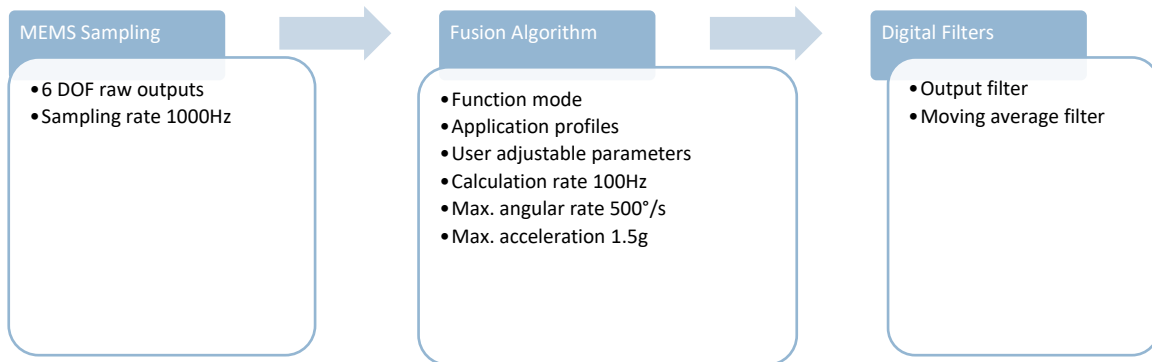 MEMS Sampling
•6 DOF raw outputs
•Sampling rate 1000Hz
Fusion Algorithm
•Function mode
•Application profiles
•User adjustable parameters
•Calculation rate 100Hz
•Max. angular rate 500°/s
•Max. acceleration 1.5g
Digital Filters
•Output filter
•Moving average filter